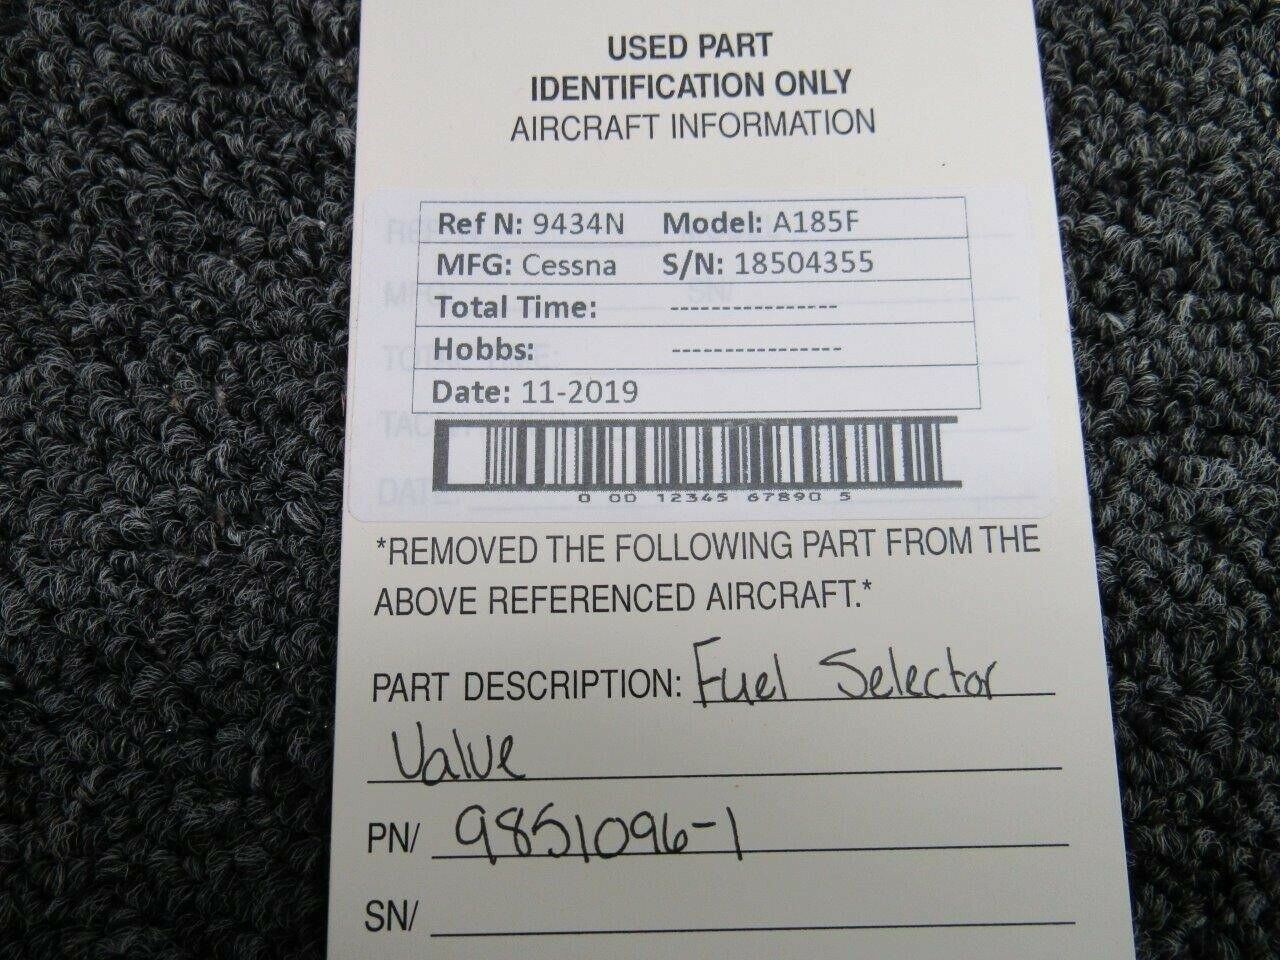 USED PART
IDENTIFICATION ONLY
AIRCRAFT INFORMATION
Ref N: 9434N Model: A185F
MFG: Cessna S/N: 18504355
Total Time: ----------------
Hobbs: ----------------
Date: 11-2019
0 00 12345 67890 5
*REMOVED THE FOLLOWING PART FROM THE
ABOVE REFERENCED AIRCRAFT.*
PART DESCRIPTION: Fuel Selector
Valve
PN/ 9851096-1
SN/